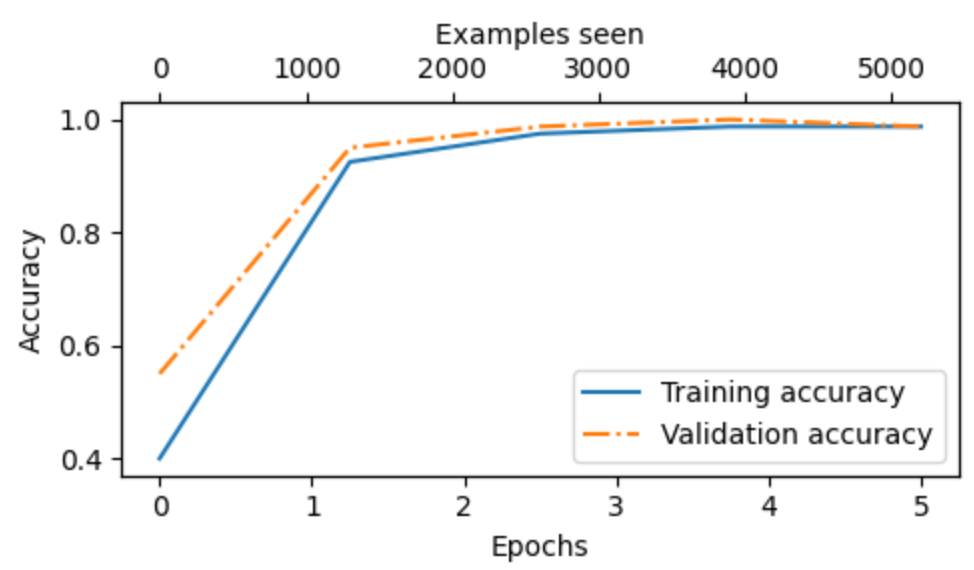 Examples seen
0 1000 2000 3000 4000 5000
1.0
0.8
0.6
0.4
Accuracy
Training accuracy
Validation accuracy
0 1 2 3 4 5
Epochs